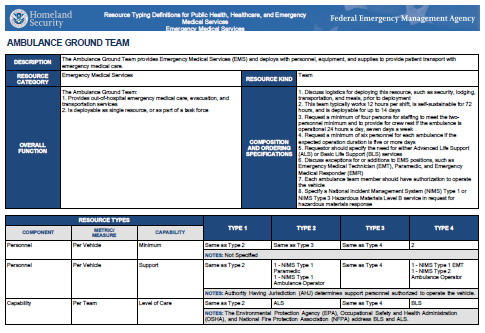 Homeland
Security
Resource Typing Definitions for Public Health, Healthcare, and Emergency
Medical Services
Emergency Medical Services
Federal Emergency Management Agency
AMBULANCE GROUND TEAM
DESCRIPTION
The Ambulance Ground Team provides Emergency Medical Services (EMS) and deploys with personnel, equipment, and supplies to provide patient transport with
emergency medical care.
RESOURCE
CATEGORY
Emergency Medical Services
RESOURCE KIND
Team
OVERALL
FUNCTION
The Ambulance Ground Team:
1. Provides out-of-hospital emergency medical care, evacuation, and
transportation services
2. Is deployable as single resource, or as part of a task force
COMPOSITION
AND ORDERING
SPECIFICATIONS
1. Discuss logistics for deploying this resource, such as security, lodging,
transportation, and meals, prior to deployment
2. This team typically works 12 hours per shift, is self-sustainable for 72
hours, and is deployable for up to 14 days
3. Request a minimum of four persons for staffing to meet the two-
personnel minimum and to provide for crew rest if the ambulance is
operational 24 hours a day, seven days a week
4. Request a minimum of six personnel for each ambulance if the
expected operation duration is five or more days
5. Requestor should specify the need for either Advanced Life Support
(ALS) or Basic Life Support (BLS) services
6. Discuss exceptions for or additions to EMS positions, such as
Emergency Medical Technician (EMT), Paramedic, and Emergency
Medical Responder (EMR)
7. Each ambulance team member should have authorization to operate
the vehicle
8. Specify a National Incident Management (NIMS) Type 1 or
NIMS Type 3 Hazardous Materials Level B service in request for
hazardous materials response
RESOURCE TYPES
COMPONENT
METRIC/
MEASURE
CAPABILITY
TYPE 1
TYPE 2
TYPE 3
TYPE 4
Personnel
Per Vehicle
Minimum
Same as Type 2
Same as Type 3
Same as Type 4
2
NOTES: Not Specified
Personnel
Per Vehicle
Support
Same as Type 2
1 - NIMS Type 1
Paramedic
1 - NIMS Type 1
Ambulance Operator
Same as Type 4
1 - NIMS Type 1 EMT
1 - NIMS Type 2
Ambulance Operator
NOTES: Authority Having Jurisdiction (AHJ) determines support personnel authorized to operate the vehicle.
Capability
Per Team
Level of Care
Same as Type 2
ALS
Same as Type 4
BLS
NOTES: The Environmental Protection Agency (EPA), Occupational Safety and Health Administration
(OSHA), and National Fire Protection Association (NFPA) address BLS and ALS.